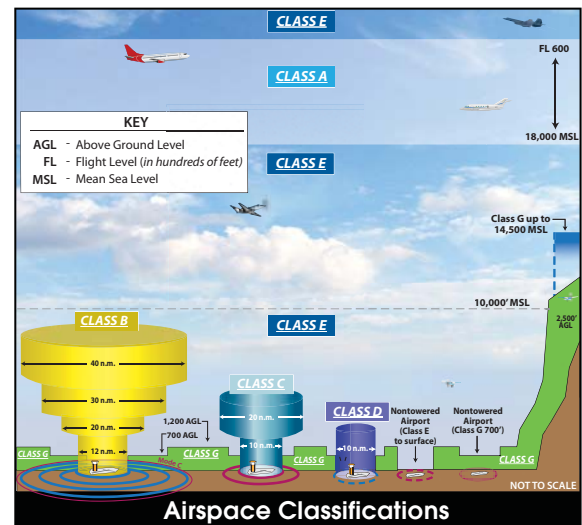 CLASS E
FL 600
CLASS A
18,000 MSL
KEY
AGL - Above Ground Level
FL - Flight Level (in hundreds of feet)
MSL - Mean Sea Level
CLASS E
Class G up to
14,500 MSL
10,000’ MSL
2,500’
AGL
CLASS B
CLASS E
40 n.m.
30 n.m.
20 n.m.
12 n.m.
CLASS C
20 n.m.
10 n.m.
CLASS D
10 n.m.
Nontowered
Airport
(Class E
to surface)
Nontowered
Airport
(Class G 700’)
1,200 AGL
700 AGL
CLASS G
CLASS G
CLASS G
CLASS G
Mode C
NOT TO SCALE
Airspace Classifications